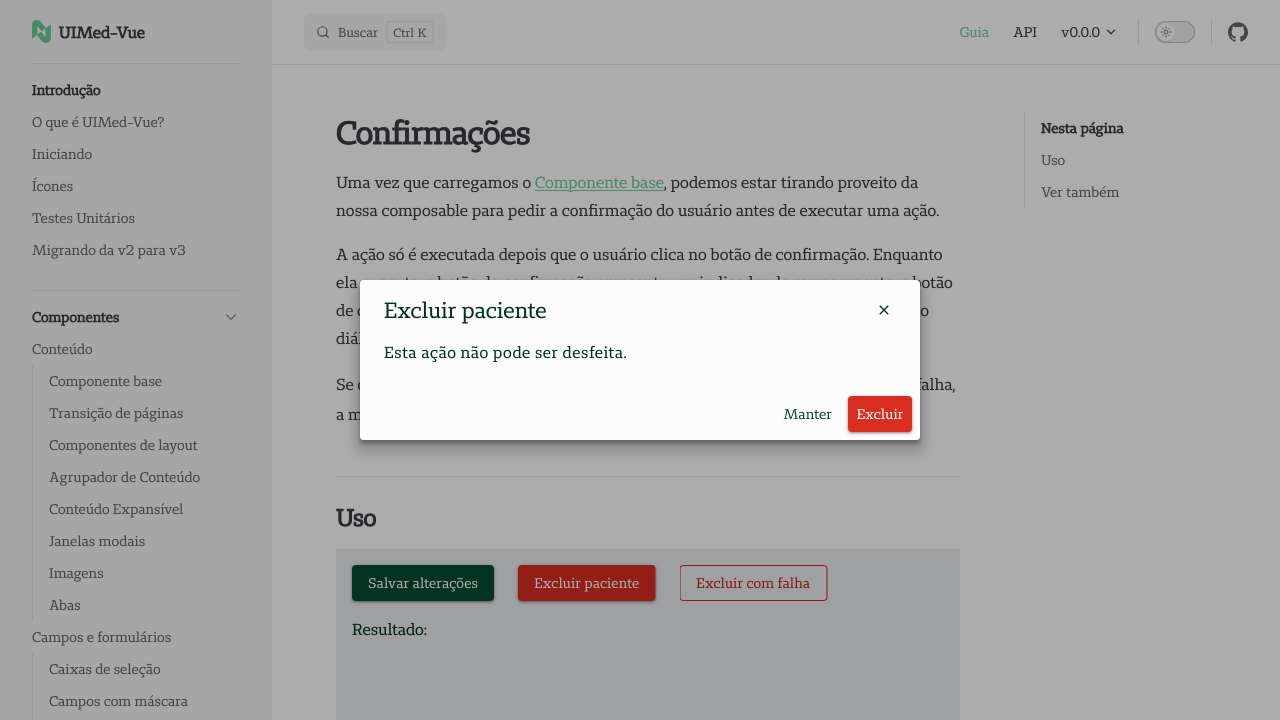 UIMed-Vue
Buscar Ctrl K
Guia
API
v0.0.0
Introdução
O que é UIMed-Vue?
Iniciando
Ícones
Testes Unitários
Migrando da v2 para v3
Componentes
Conteúdo
Componente base
Transição de páginas
Componentes de layout
Agrupador de Conteúdo
Conteúdo Expansível
Janelas modais
Imagens
Abas
Campos e formulários
Caixas de seleção
Campos com máscara
Confirmações
Uma vez que carregamos o Componente base, podemos estar tirando proveito da
nossa composable para pedir a confirmação do usuário antes de executar uma ação.
A ação só é executada depois que o usuário clica no botão de confirmação. Enquanto
ela
botão
de
o
Se
falha,
Excluir paciente
Esta ação não pode ser desfeita.
Manter
Excluir
Uso
Salvar alterações
Excluir paciente
Excluir com falha
Resultado:
Nesta página
Uso
Ver também